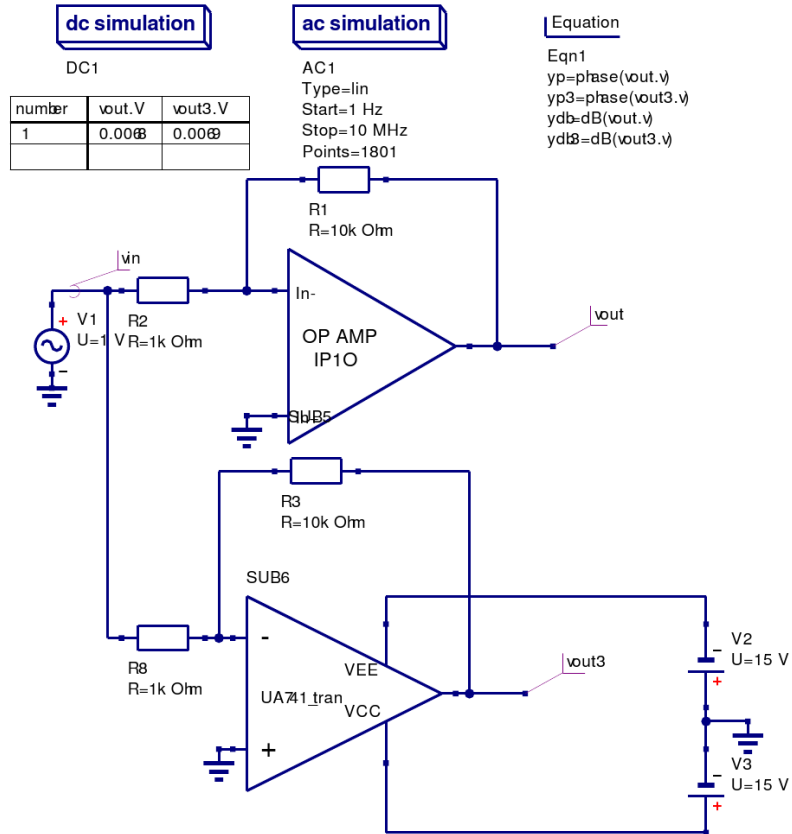 dc simulation
DC1
number vout.V vout3.V
1 0.0068 0.0069
ac simulation
AC1
Type=lin
Start=1 Hz
Stop=10 MHz
Points=1801
Equation
Eqn1
yp=phase(vout.v)
yp3=phase(vout3.v)
ydb=dB(vout.v)
ydb3=dB(vout3.v)
R1
R=10k Ohm
vin
+
V1
U=1 V
-
R2
R=1k Ohm
In-
OP AMP
IP1O
In+
SUB5
vout
R3
R=10k Ohm
SUB6
R8
R=1k Ohm
-
VEE
UA741_tran
VCC
+
vout3
-
V2
U=15 V
+
-
V3
U=15 V
+